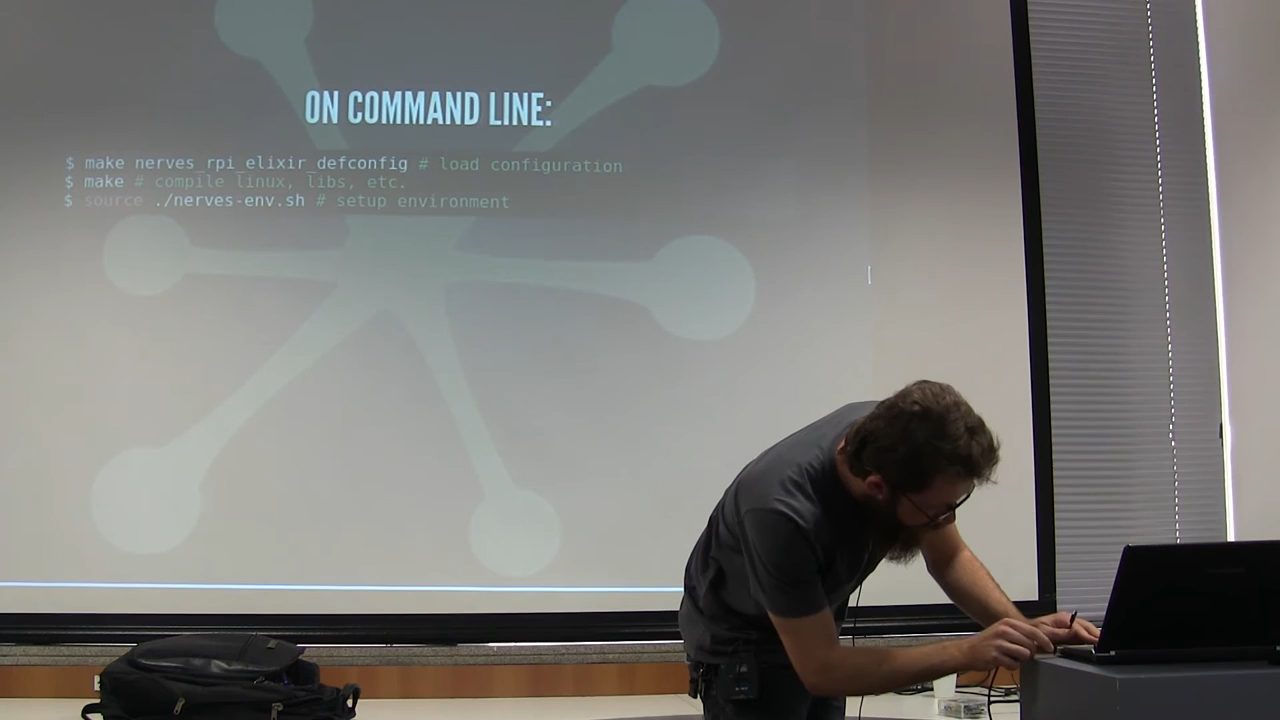 ON COMMAND LINE:
$ make nerves_rpi_elixir_defconfig # load configuration
$ make # compile linux, libs, etc.
$ source ./nerves-env.sh # setup environment